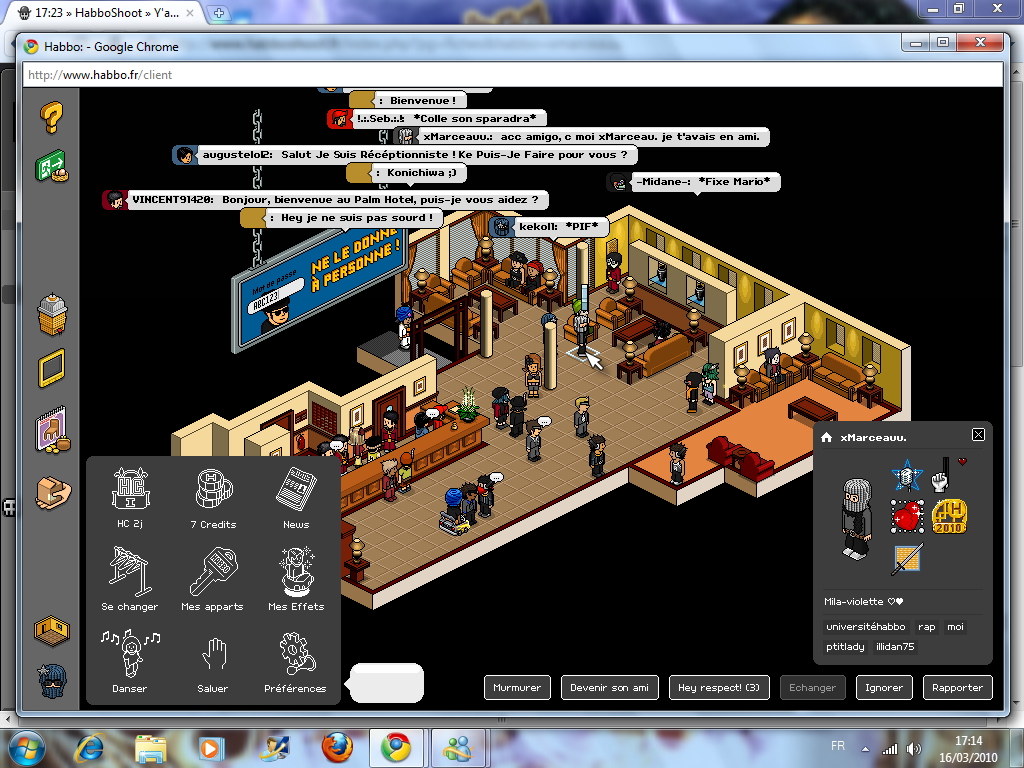 17:23 » HabboShoot » Y'a...
Habbo: - Google Chrome
http://www.habbo.fr/client
: Bienvenue !
!.:.Seb.:.!: *Colle son sparadra*
xMarceauu.: acc amigo, c moi xMarceau. je t'avais en ami.
augustelol2: Salut Je Suis Récéptionniste ! Ke Puis-Je Faire pour vous ?
: Konichiwa ;)
-Midane-: *Fixe Mario*
VINCENT91420: Bonjour, bienvenue au Palm Hotel, puis-je vous aidez ?
: Hey je ne suis pas sourd !
kekoll: *PIF*
NE LE DONNE
À PERSONNE !
Mot de passe
ABC123
xMarceauu.
2010
Mila-violette ♡♥
universitéhabbo rap moi
ptitlady illidan75
HC
I
HC 2j
7 Credits
News
Se changer
Mes apparts
Mes Effets
Danser
Saluer
Préférences
Murmurer
Devenir son ami
Hey respect! (3)
Echanger
Ignorer
Rapporter
FR
17:14
16/03/2010